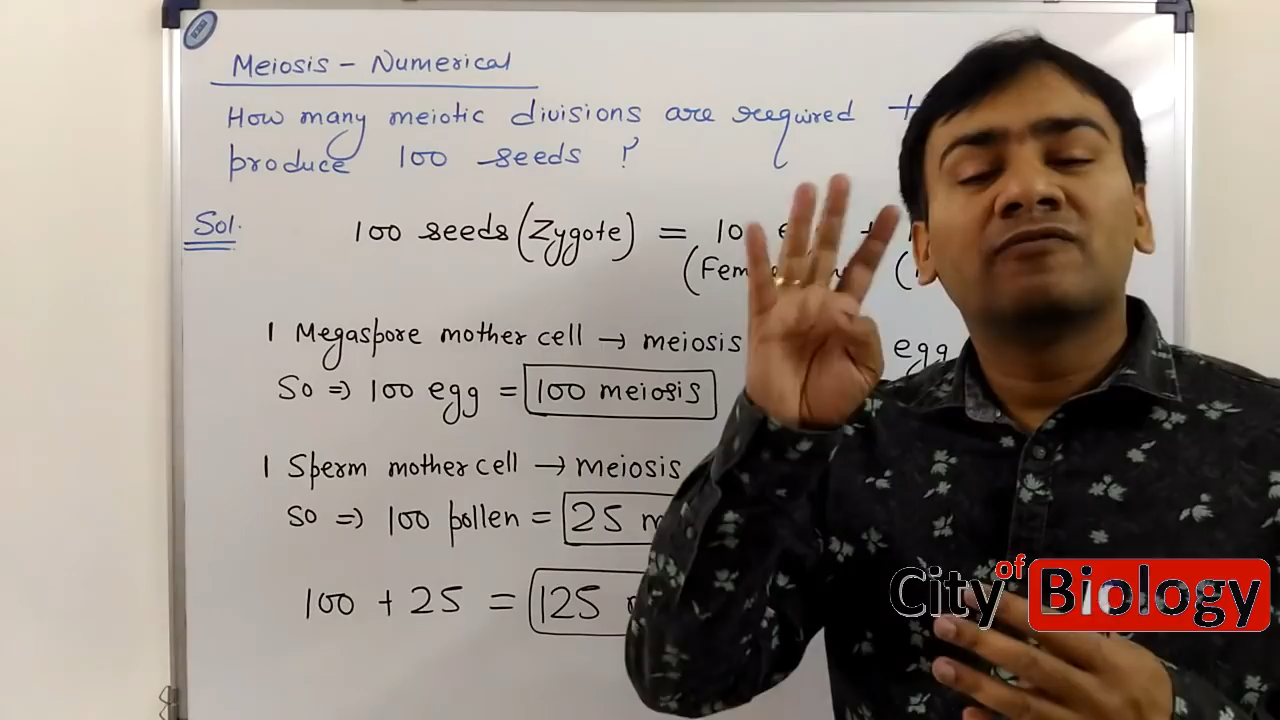 Meiosis - Numerical
How many meiotic divisions are required
produce 100 seeds ?
Sol.
100 seeds (Zygote) = 10 +
(Fem (
1 Megaspore mother cell → meiosis egg
So ⇒ 100 egg = 100 meiosis
1 Sperm mother cell → meiosis
So ⇒ 100 pollen = 25
100 + 25 = 125
City of Biology